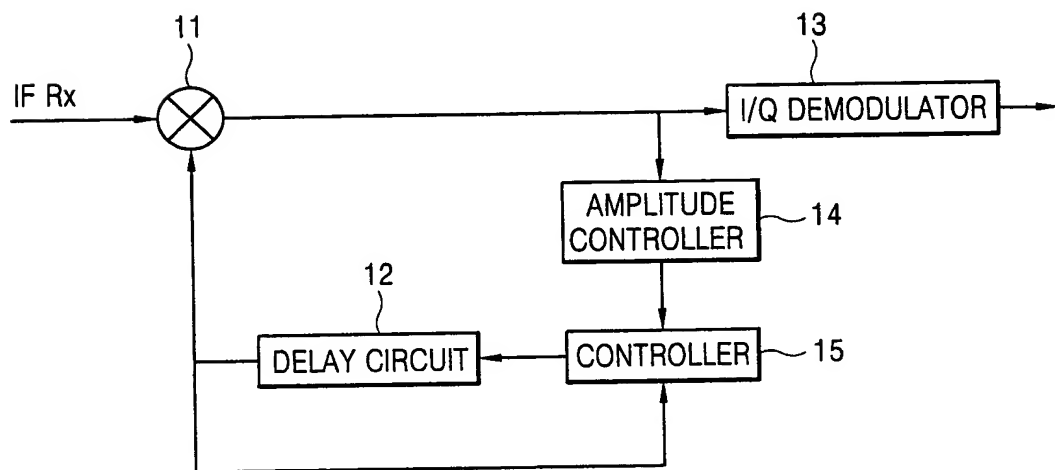 11
13
IF Rx
I/Q DEMODULATOR
AMPLITUDE
CONTROLLER
14
12
DELAY CIRCUIT
CONTROLLER
15